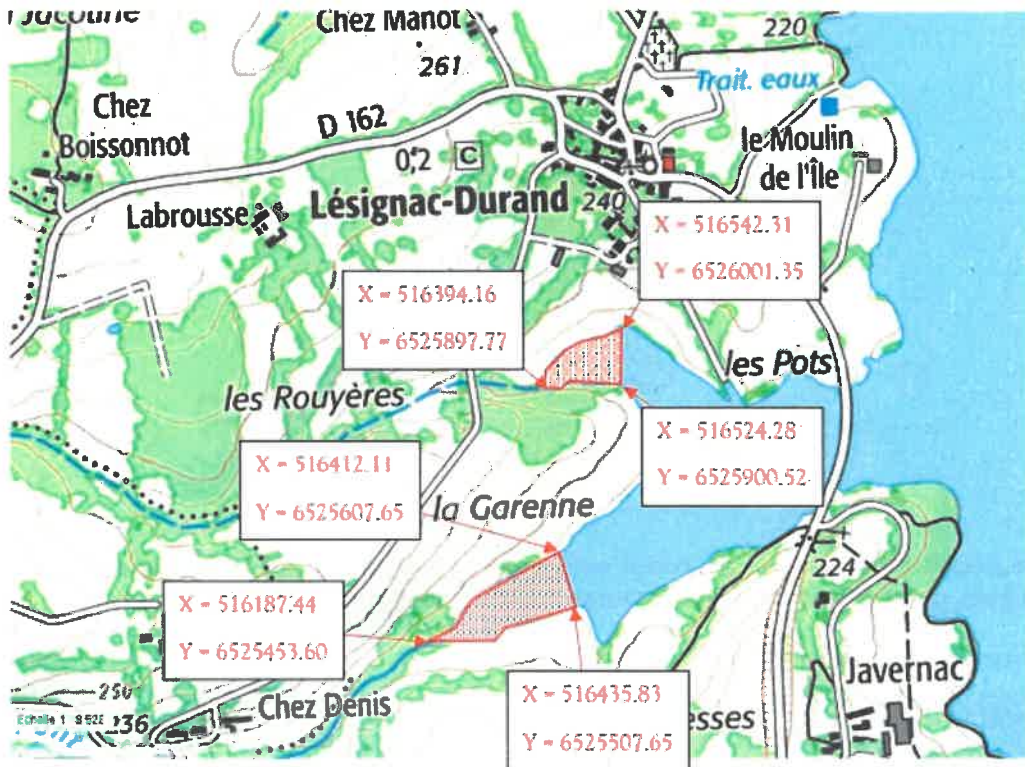 Chez Manot
261
220
Trait. eaux
Chez
Boissonnot
D 162
0,2
C
le Moulin
de l'Île
Labrousse
Lésignac-Durand
240
X = 516542.31
Y = 6526001.35
X = 516394.16
Y = 6525897.77
les Pots
les Rouyères
X = 516524.28
Y = 6525900.52
X = 516412.11
Y = 6525607.65
la Garenne
224
X = 516187.44
Y = 6525453.60
Javernac
X = 516435.83
Y = 6525507.65
esses
250
Chez Denis
236